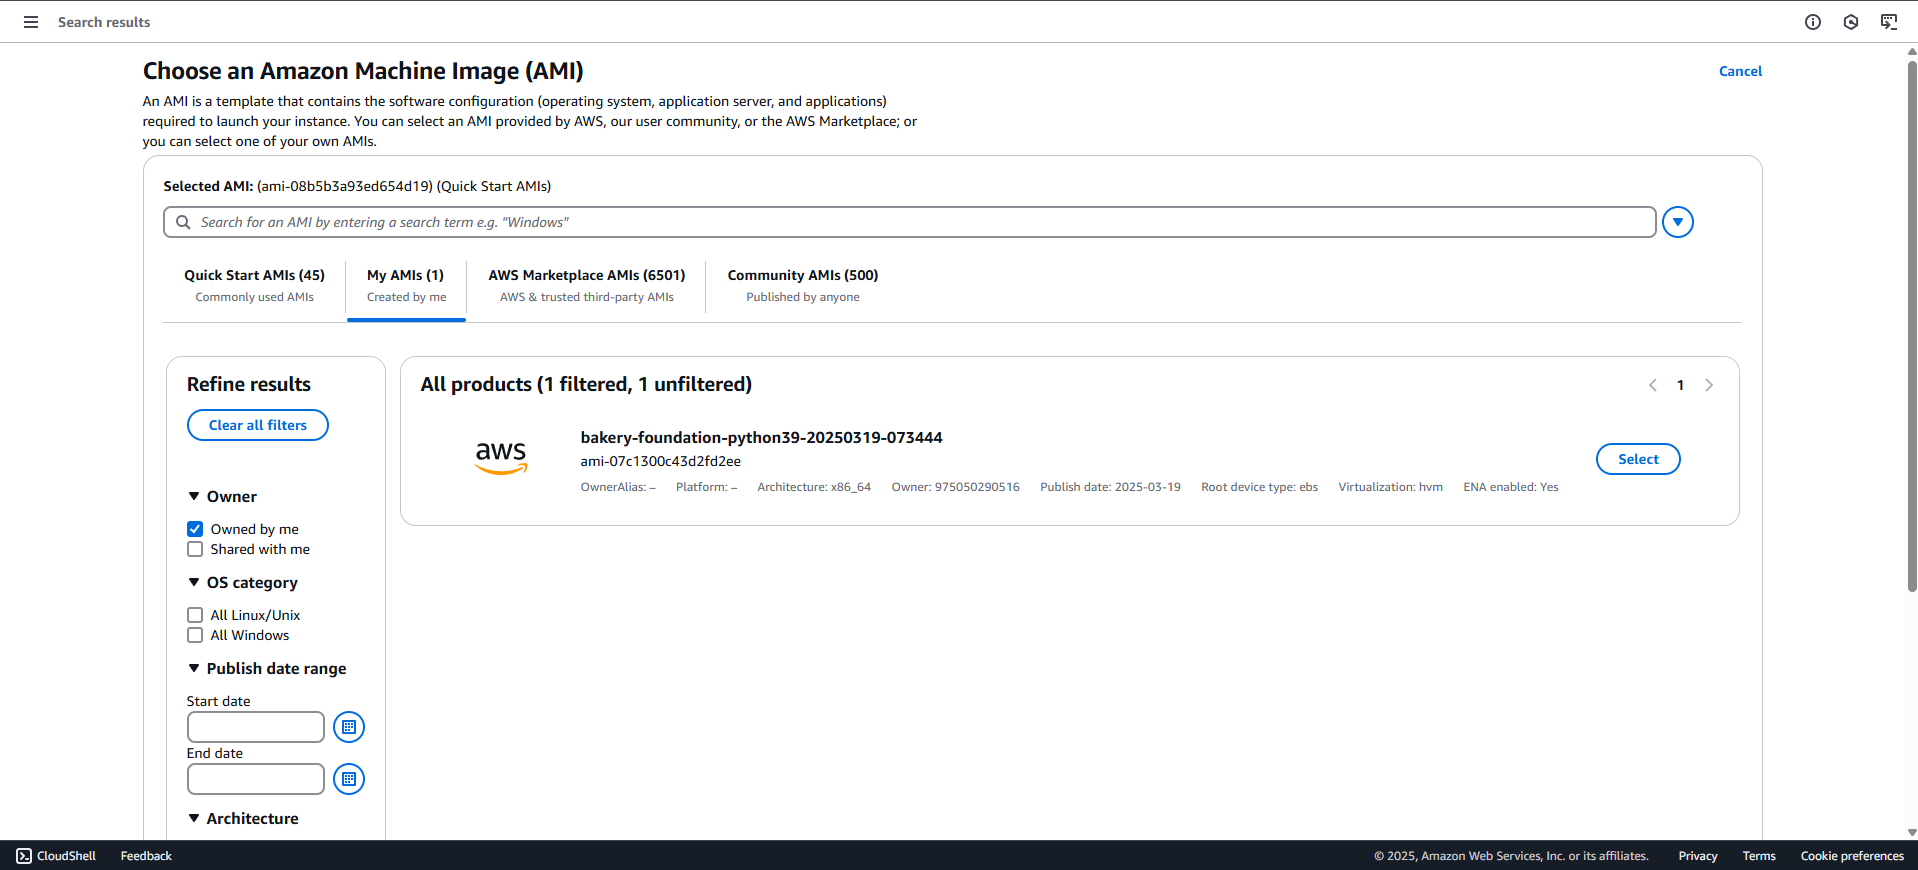 Search results
Choose an Amazon Machine Image (AMI)
Cancel
An AMI is a template that contains the software configuration (operating system, application server, and applications)
required to launch your instance. You can select an AMI provided by AWS, our user community, or the AWS Marketplace; or
you can select one of your own AMIs.
Selected AMI: (ami-08b5b3a93ed654d19) (Quick Start AMIs)
Search for an AMI by entering a search term e.g. "Windows"
Quick Start AMIs (45)
Commonly used AMIs
My AMIs (1)
Created by me
AWS Marketplace AMIs (6501)
AWS & trusted third-party AMIs
Community AMIs (500)
Published by anyone
Refine results
Clear all filters
Owner
Owned by me
Shared with me
OS category
All Linux/Unix
All Windows
Publish date range
Start date
End date
Architecture
All products (1 filtered, 1 unfiltered)
1
aws
bakery-foundation-python39-20250319-073444
ami-07c1300c43d2fd2ee
OwnerAlias: – Platform: – Architecture: x86_64 Owner: 975050290516 Publish date: 2025-03-19 Root device type: ebs Virtualization: hvm ENA enabled: Yes
Select
CloudShell Feedback © 2025, Amazon Web Services, Inc. or its affiliates. Privacy Terms Cookie preferences